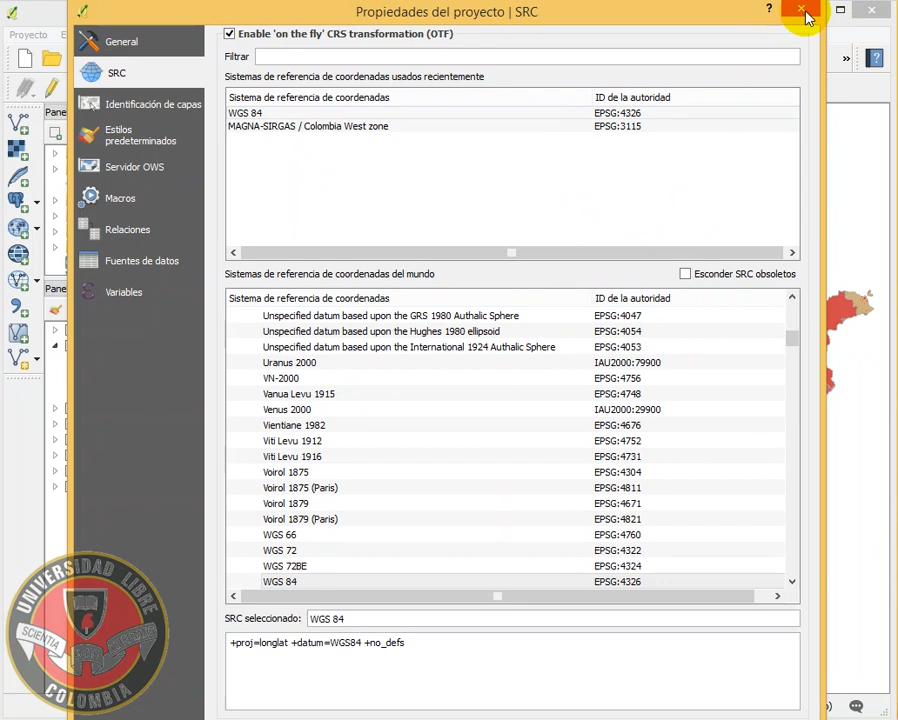 Propiedades del proyecto | SRC
?
Proyecto
»
?
Pane
Pane
General
SRC
Identificación de capas
Estilos
predeterminados
Servidor OWS
Macros
Relaciones
Fuentes de datos
Variables
Enable 'on the fly' CRS transformation (OTF)
Filtrar
Sistemas de referencia de coordenadas usados recientemente
Sistema de referencia de coordenadas ID de la autoridad
WGS 84 EPSG:4326
MAGNA-SIRGAS / Colombia West zone EPSG:3115
Sistemas de referencia de coordenadas del mundo Esconder SRC obsoletos
Sistema de referencia de coordenadas ID de la autoridad
Unspecified datum based upon the GRS 1980 Authalic Sphere EPSG:4047
Unspecified datum based upon the Hughes 1980 ellipsoid EPSG:4054
Unspecified datum based upon the International 1924 Authalic Sphere EPSG:4053
Uranus 2000 IAU2000:79900
VN-2000 EPSG:4756
Vanua Levu 1915 EPSG:4748
Venus 2000 IAU2000:29900
Vientiane 1982 EPSG:4676
Viti Levu 1912 EPSG:4752
Viti Levu 1916 EPSG:4731
Voirol 1875 EPSG:4304
Voirol 1875 (Paris) EPSG:4811
Voirol 1879 EPSG:4671
Voirol 1879 (Paris) EPSG:4821
WGS 66 EPSG:4760
WGS 72 EPSG:4322
WGS 72BE EPSG:4324
WGS 84 EPSG:4326
SRC seleccionado: WGS 84
+proj=longlat +datum=WGS84 +no_defs
UNIVERSIDAD LIBRE
SCIENTIA
COLOMBIA